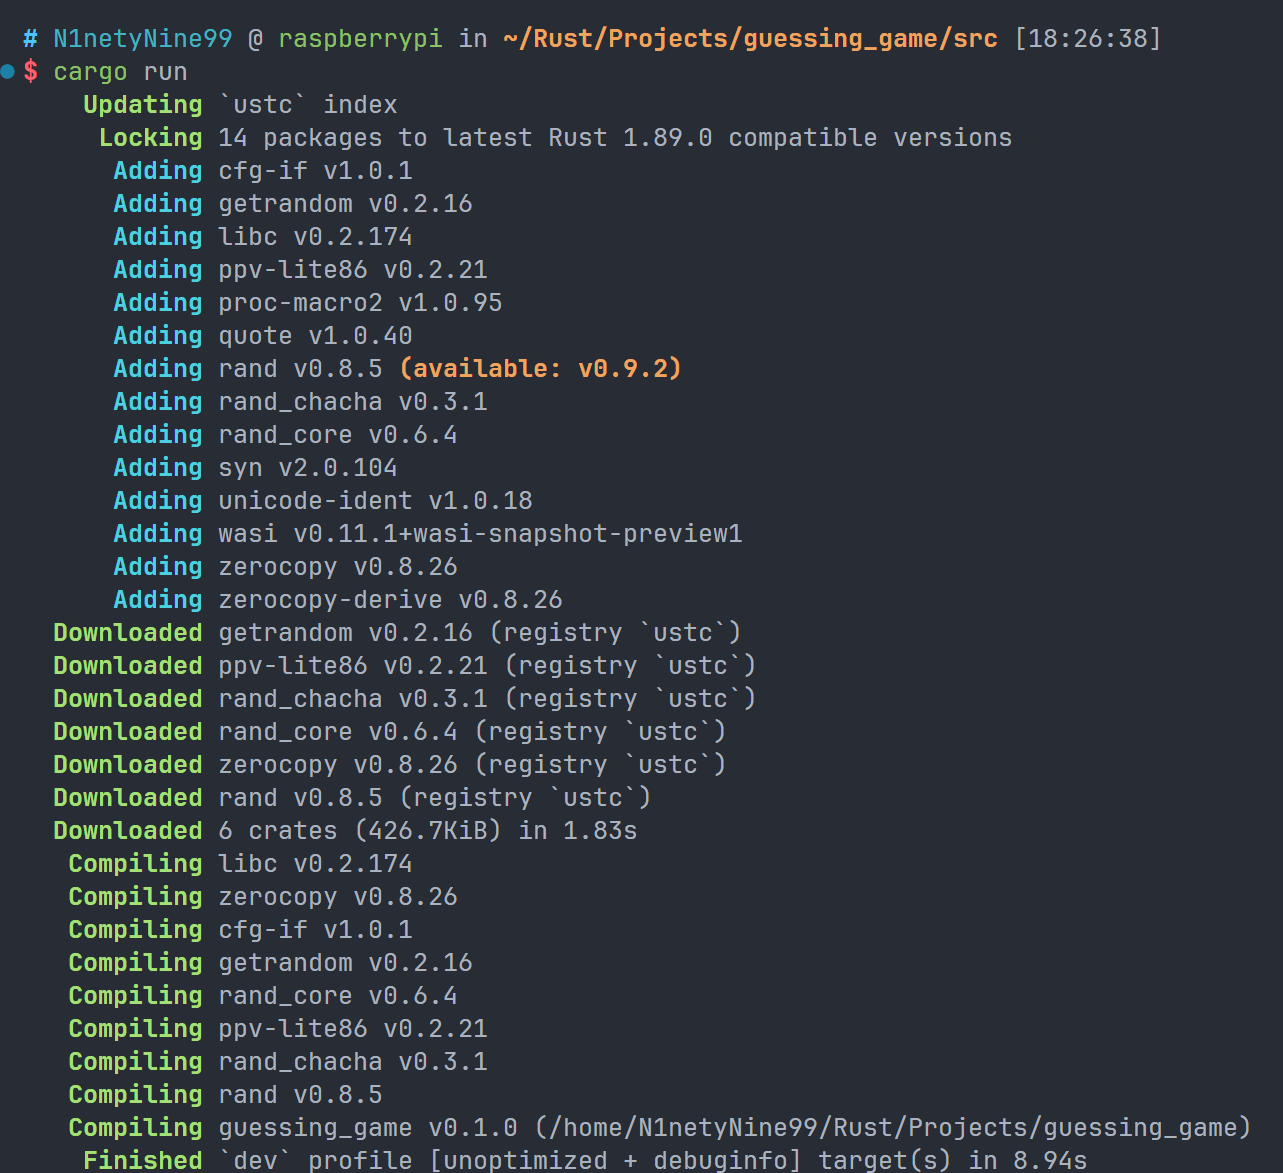 # N1netyNine99 @ raspberrypi in ~/Rust/Projects/guessing_game/src [18:26:38]
$ cargo run
Updating `ustc` index
Locking 14 packages to latest Rust 1.89.0 compatible versions
Adding cfg-if v1.0.1
Adding getrandom v0.2.16
Adding libc v0.2.174
Adding ppv-lite86 v0.2.21
Adding proc-macro2 v1.0.95
Adding quote v1.0.40
Adding rand v0.8.5 (available: v0.9.2)
Adding rand_chacha v0.3.1
Adding rand_core v0.6.4
Adding syn v2.0.104
Adding unicode-ident v1.0.18
Adding wasi v0.11.1+wasi-snapshot-preview1
Adding zerocopy v0.8.26
Adding zerocopy-derive v0.8.26
Downloaded getrandom v0.2.16 (registry `ustc`)
Downloaded ppv-lite86 v0.2.21 (registry `ustc`)
Downloaded rand_chacha v0.3.1 (registry `ustc`)
Downloaded rand_core v0.6.4 (registry `ustc`)
Downloaded zerocopy v0.8.26 (registry `ustc`)
Downloaded rand v0.8.5 (registry `ustc`)
Downloaded 6 crates (426.7KiB) in 1.83s
Compiling libc v0.2.174
Compiling zerocopy v0.8.26
Compiling cfg-if v1.0.1
Compiling getrandom v0.2.16
Compiling rand_core v0.6.4
Compiling ppv-lite86 v0.2.21
Compiling rand_chacha v0.3.1
Compiling rand v0.8.5
Compiling guessing_game v0.1.0 (/home/N1netyNine99/Rust/Projects/guessing_game)
Finished `dev` profile [unoptimized + debuginfo] target(s) in 8.94s